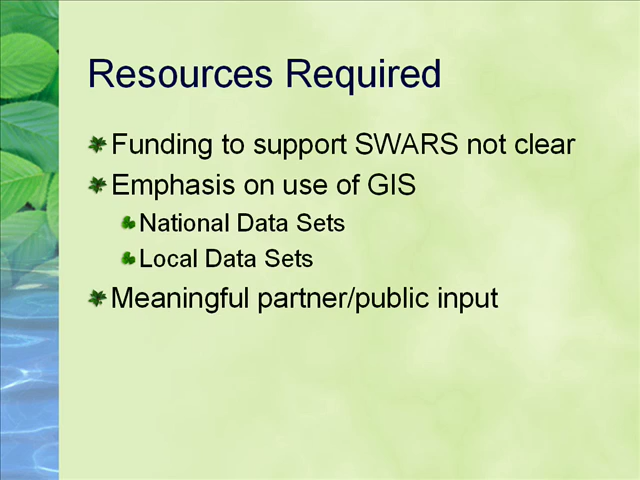 Resources Required
Funding to support SWARS not clear
Emphasis on use of GIS
National Data Sets
Local Data Sets
Meaningful partner/public input